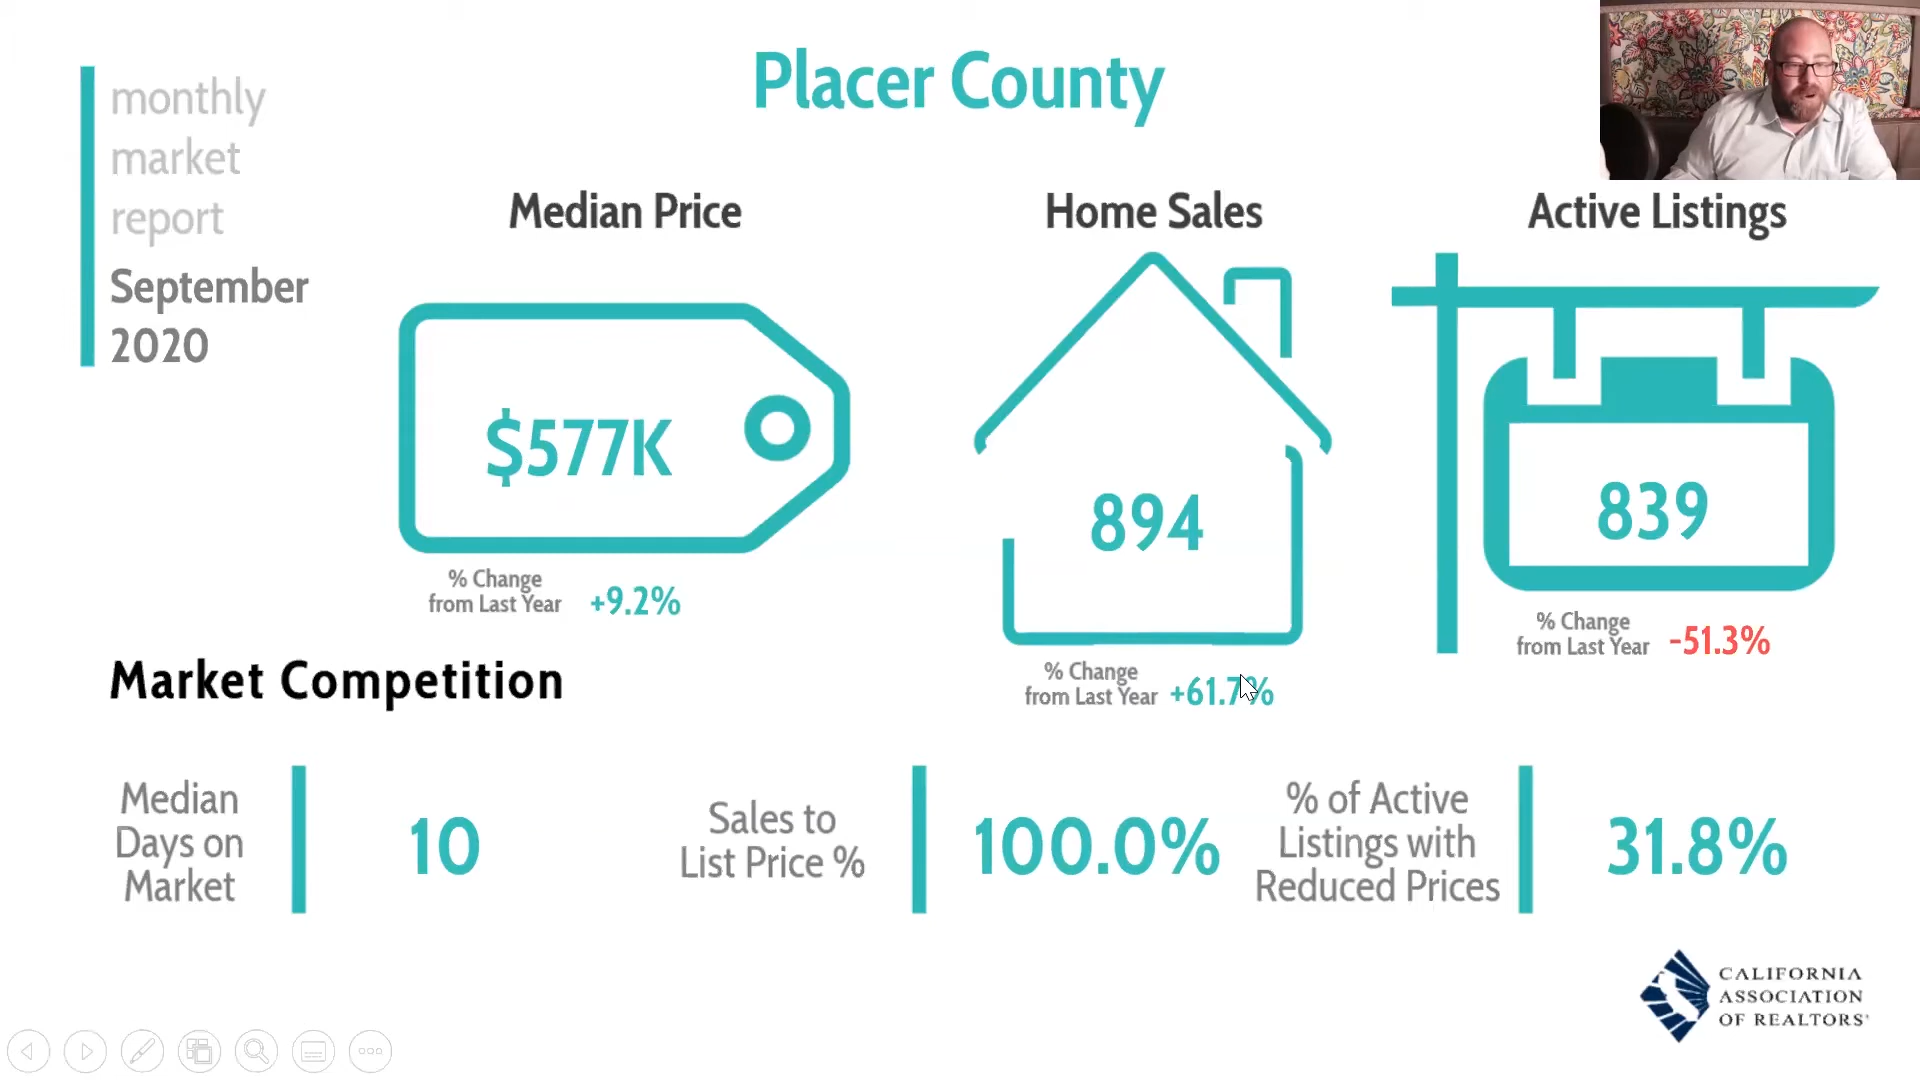 monthly
market
report
September
2020
Placer County
Median Price
$577K
% Change
from Last Year
+9.2%
Home Sales
894
% Change
from Last Year
+61.7%
Active Listings
839
% Change
from Last Year
-51.3%
Market Competition
Median
Days on
Market
10
Sales to
List Price %
100.0%
% of Active
Listings with
Reduced Prices
31.8%
CALIFORNIA
ASSOCIATION
OF REALTORS®